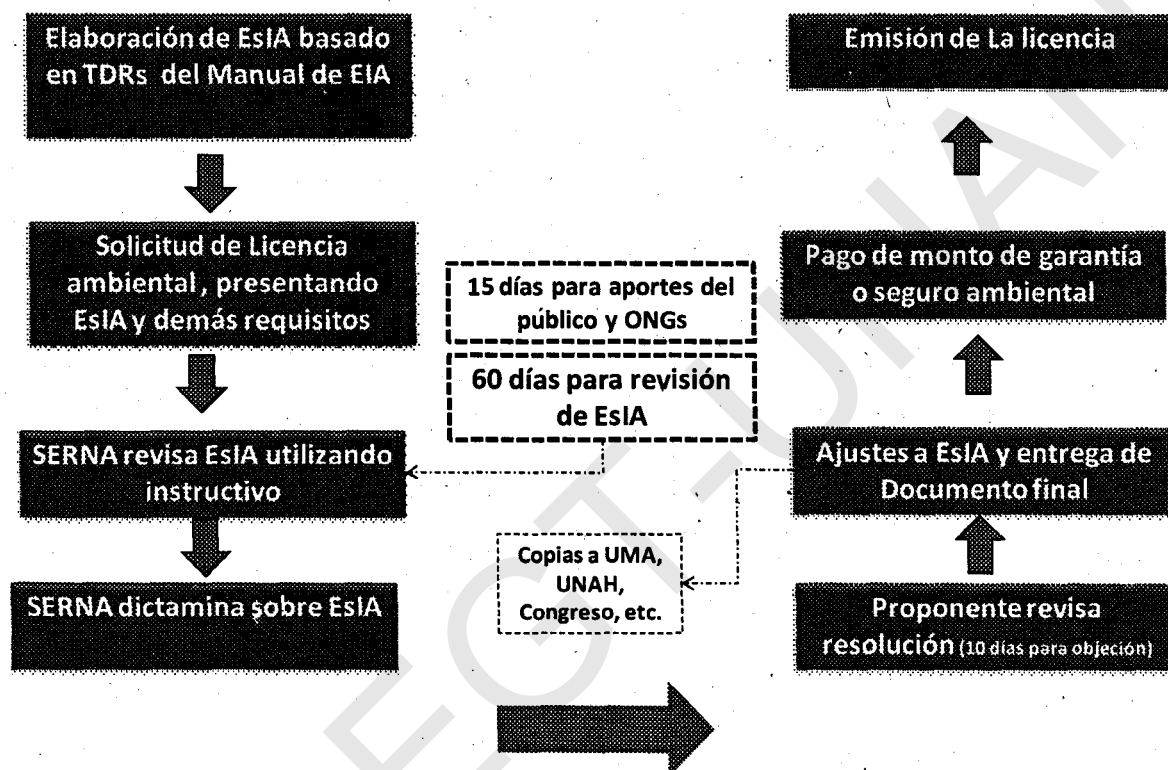 Elaboración de EsIA basado
en TDRs del Manual de EIA
Solicitud de Licencia
ambiental, presentando
EsIA y demás requisitos
SERNA revisa EsIA utilizando
instructivo
SERNA dictamina sobre EsIA
15 días para aportes del
público y ONGs
60 días para revisión
de EsIA
Copias a UMA,
UNAH,
Congreso, etc.
Emisión de La licencia
Pago de monto de garantía
o seguro ambiental
Ajustes a EsIA y entrega de
Documento final
Proponente revisa
resolución (10 días para objeción)